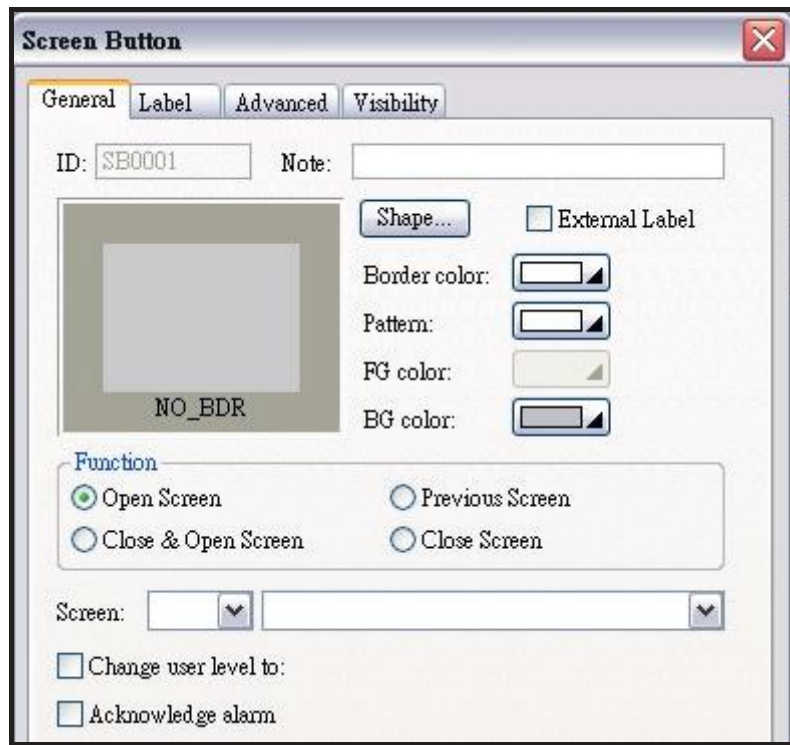 Screen Button
General Label Advanced Visibility
ID: SB0001 Note:
Shape... External Label
Border color:
Pattern:
FG color:
NO_BDR
BG color:
Function
Open Screen Previous Screen
Close & Open Screen Close Screen
Screen:
Change user level to:
Acknowledge alarm